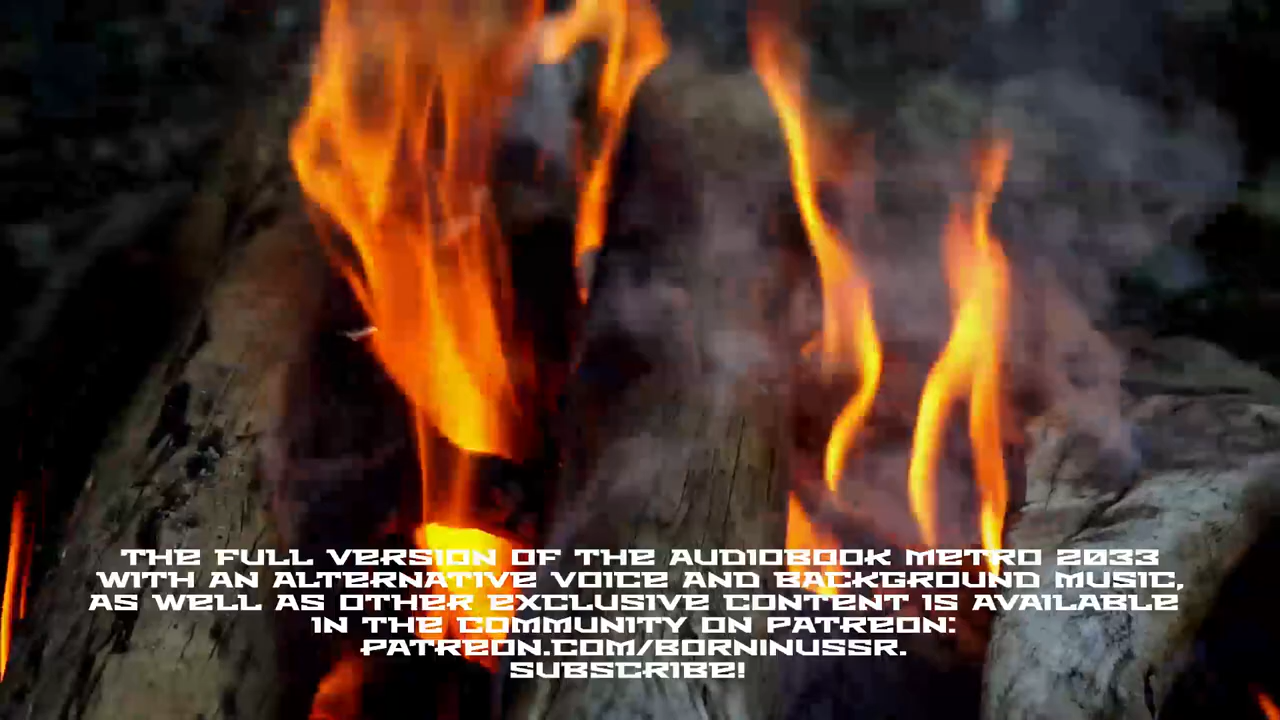 THE FULL VERSION OF THE AUDIOBOOK METRO 2033
WITH AN ALTERNATIVE VOICE AND BACKGROUND MUSIC,
AS WELL AS OTHER EXCLUSIVE CONTENT IS AVAILABLE
IN THE COMMUNITY ON PATREON:
PATREON.COM/BORNINUSSR.
SUBSCRIBE!